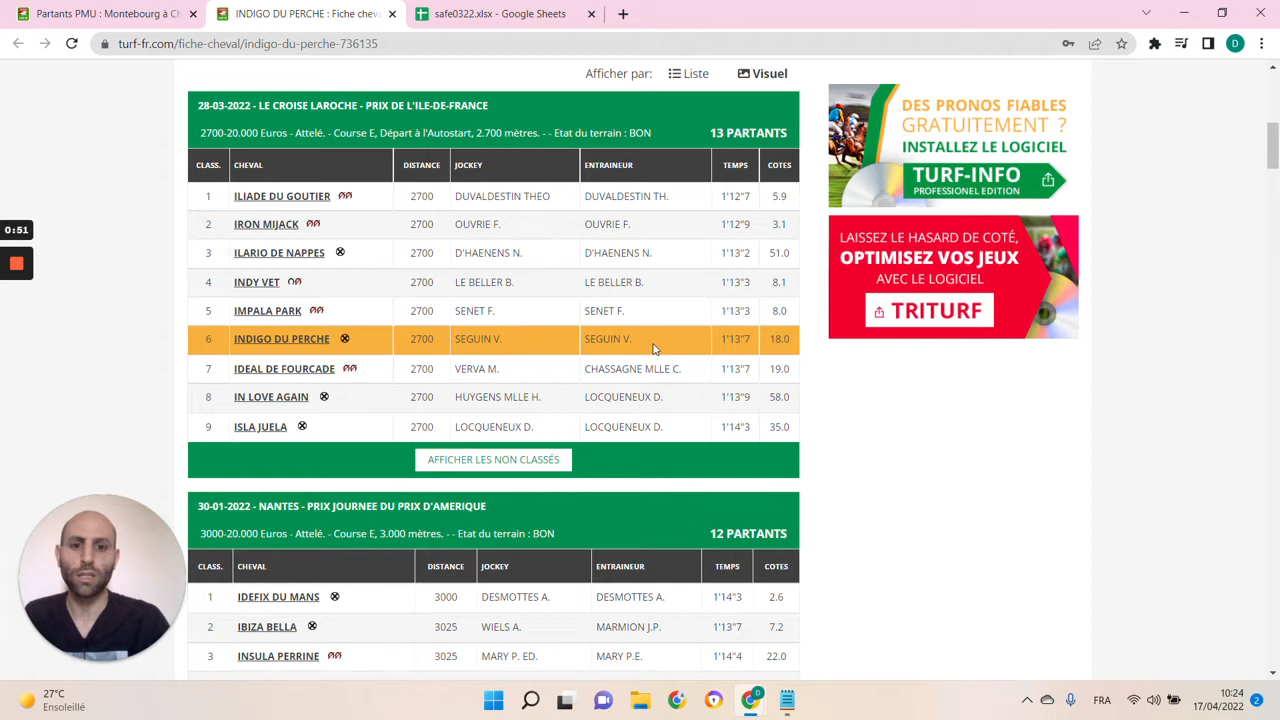 Partants PMU : Montebourg à Ch
INDIGO DU PERCHE : Fiche cheva
safe0322.xlsx - Google Sheets
turf-fr.com/fiche-cheval/indigo-du-perche-736135
D
Afficher par: Liste Visuel
28-03-2022 - LE CROISE LAROCHE - PRIX DE L'ILE-DE-FRANCE
2700-20.000 Euros - Attelé. - Course E, Départ à l'Autostart, 2.700 mètres. - - Etat du terrain : BON 13 PARTANTS
CLASS. CHEVAL DISTANCE JOCKEY ENTRAINEUR TEMPS COTES
1 ILIADE DU GOUTIER 2700 DUVALDESTIN THEO DUVALDESTIN TH. 1'12"7 5.9
2 IRON MIJACK 2700 OUVRIE F. OUVRIE F. 1'12"9 3.1
3 ILARIO DE NAPPES 2700 D'HAENENS N. D'HAENENS N. 1'13"2 51.0
4 INDY VET 2700 LE BELLER B. LE BELLER B. 1'13"3 8.1
5 IMPALA PARK 2700 SENET F. SENET F. 1'13"3 8.0
6 INDIGO DU PERCHE 2700 SEGUIN V. SEGUIN V. 1'13"7 18.0
7 IDEAL DE FOURCADE 2700 VERVA M. CHASSAGNE MLLE C. 1'13"7 19.0
8 IN LOVE AGAIN 2700 HUYGENS MLLE H. LOCQUENEUX D. 1'13"9 58.0
9 ISLA JUELA 2700 LOCQUENEUX D. LOCQUENEUX D. 1'14"3 35.0
AFFICHER LES NON CLASSÉS
30-01-2022 - NANTES - PRIX JOURNEE DU PRIX D'AMERIQUE
3000-20.000 Euros - Attelé. - Course E, 3.000 mètres. - - Etat du terrain : BON 12 PARTANTS
CLASS. CHEVAL DISTANCE JOCKEY ENTRAINEUR TEMPS COTES
1 IDEFIX DU MANS 3000 DESMOTTES A. DESMOTTES A. 1'14"3 2.6
2 IBIZA BELLA 3025 WIELS A. MARMION J.P. 1'13"7 7.2
3 INSULA PERRINE 3025 MARY P. ED. MARY P.E. 1'14"4 22.0
DES PRONOS FIABLES
GRATUITEMENT ?
INSTALLEZ LE LOGICIEL
TURF-INFO
PROFESSIONEL EDITION
LAISSEZ LE HASARD DE COTÉ,
OPTIMISEZ VOS JEUX
AVEC LE LOGICIEL
TRITURF
0:51
27°C
Ensoleillé
D
FRA
10:24
17/04/2022
2